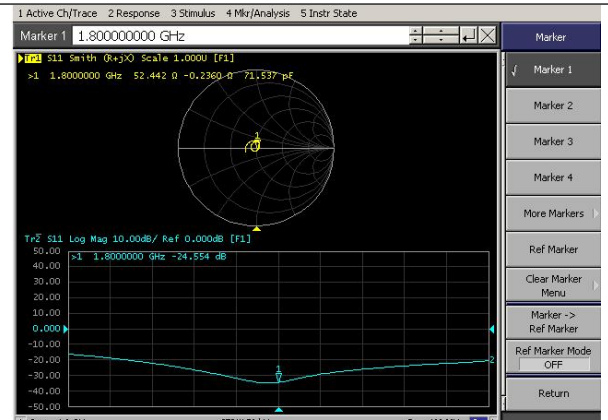 1 Active Ch/Trace 2 Response 3 Stimulus 4 Mkr/Analysis 5 Instr State
Marker 1 1.800000000 GHz
Marker
Tr1 S11 Smith (R+jX) Scale 1.000U [F1]
>1 1.8000000 GHz 52.442 Ω -0.2360 Ω 71.537 pF
1
√ Marker 1
Marker 2
Marker 3
Marker 4
More Markers
Ref Marker
Clear Marker
Menu
Marker ->
Ref Marker
Ref Marker Mode
OFF
Return
Tr2 S11 Log Mag 10.00dB/ Ref 0.000dB [F1]
>1 1.8000000 GHz -24.554 dB
50.00
40.00
30.00
20.00
10.00
0.000
-10.00
-20.00
-30.00
-40.00
-50.00
1
2